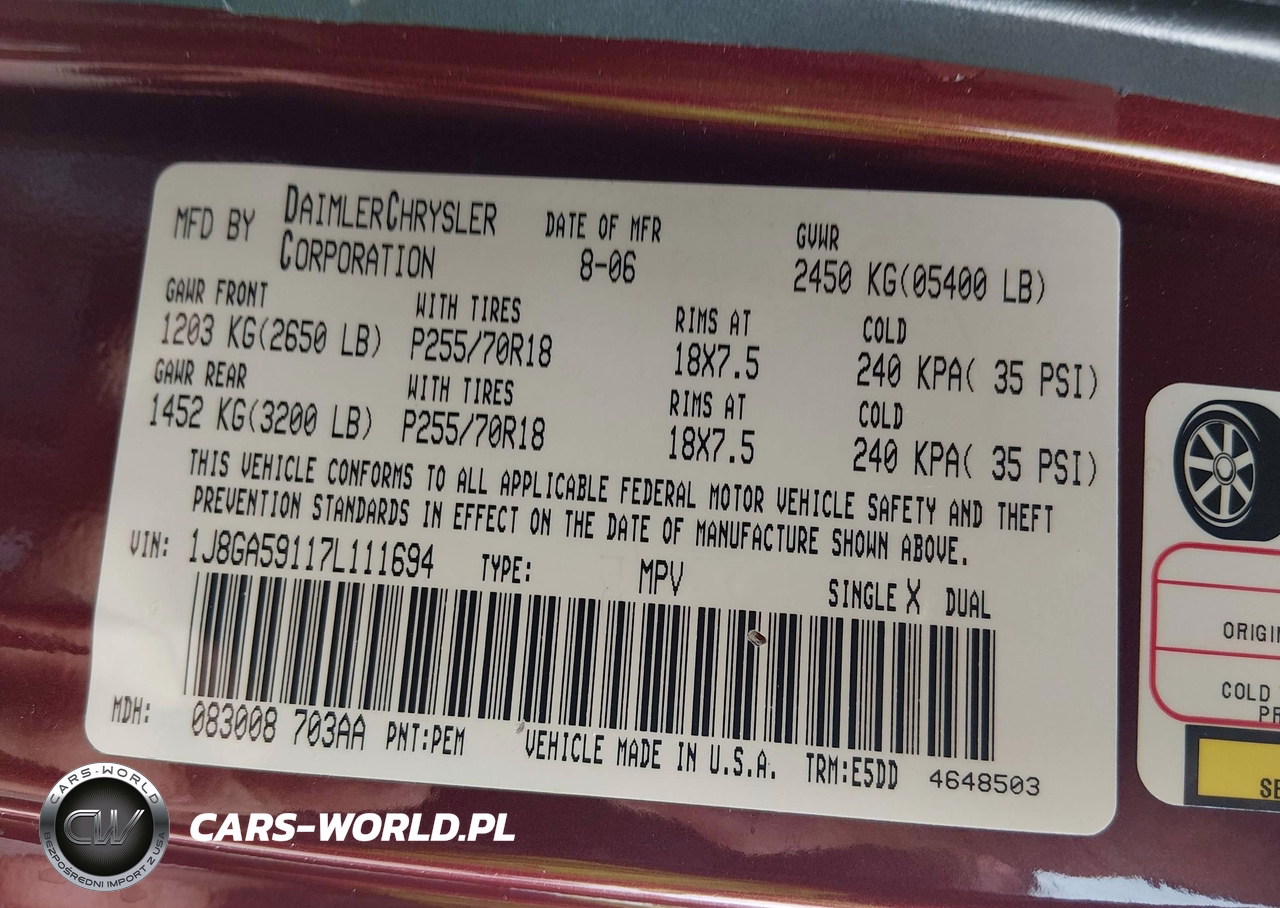 MFD BY DAIMLERCHRYSLER CORPORATION
DATE OF MFR
8-06
GVWR
2450 KG(05400 LB)
GAWR FRONT WITH TIRES RIMS AT COLD
1203 KG(2650 LB) P255/70R18 18X7.5 240 KPA( 35 PSI)
GAWR REAR WITH TIRES RIMS AT COLD
1452 KG(3200 LB) P255/70R18 18X7.5 240 KPA( 35 PSI)
THIS VEHICLE CONFORMS TO ALL APPLICABLE FEDERAL MOTOR VEHICLE SAFETY AND THEFT
PREVENTION STANDARDS IN EFFECT ON THE DATE OF MANUFACTURE SHOWN ABOVE.
VIN: 1J8GA59117L111694 TYPE: MPV SINGLE X DUAL
MDH: 083008 703AA PNT:PEM VEHICLE MADE IN U.S.A. TRM:E5DD 4648503
ORIGIN
COLD
PR
SE
CARS-WORLD
CW
BEZPOŚREDNI IMPORT Z USA
CARS-WORLD.PL